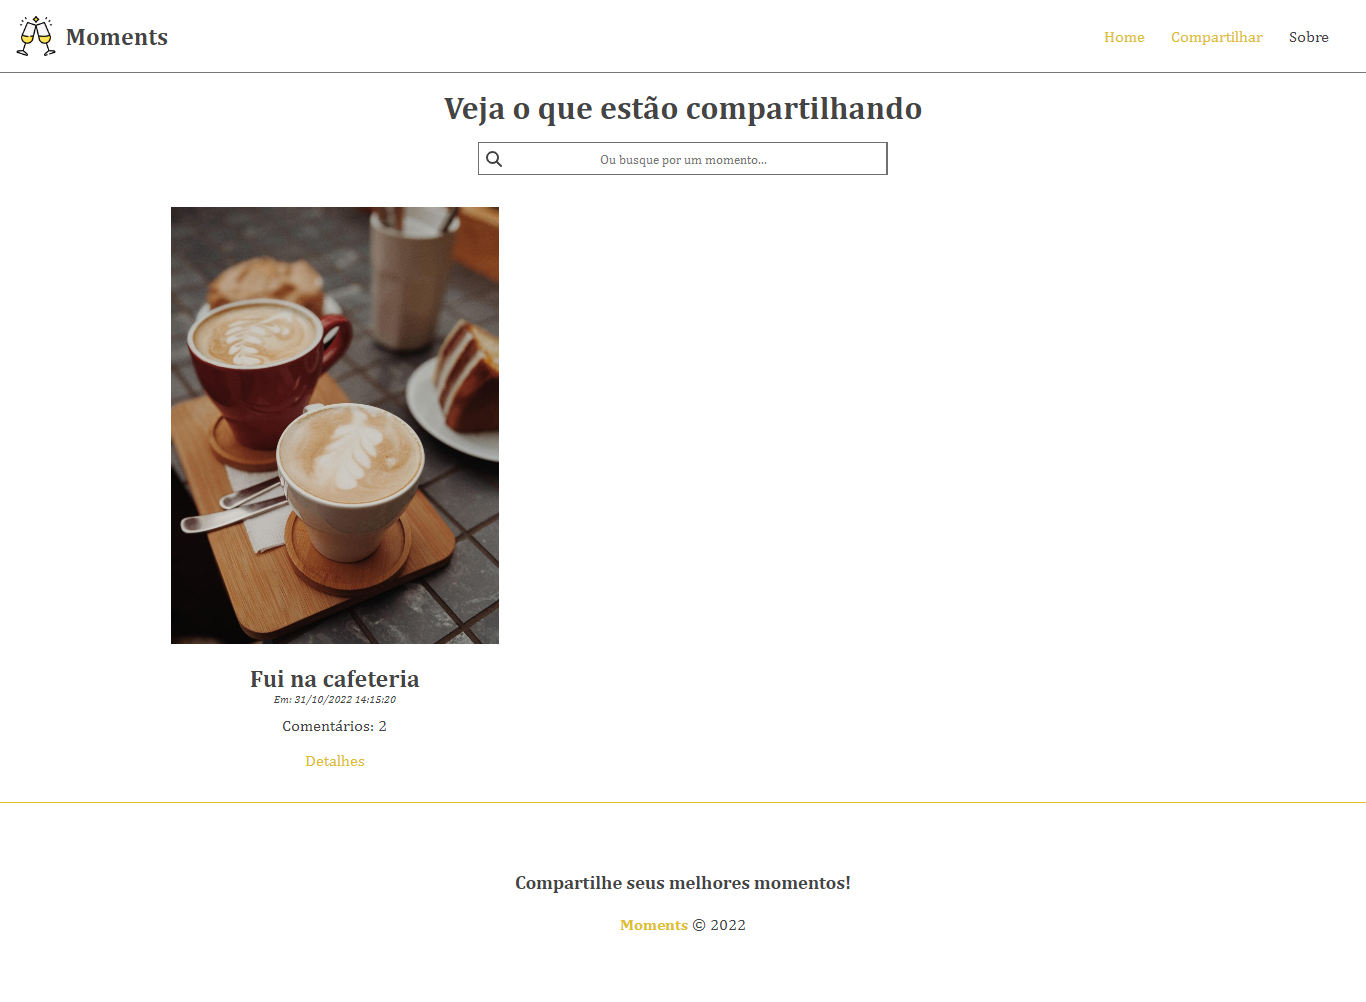 Moments
Home Compartilhar Sobre
Veja o que estão compartilhando
Ou busque por um momento...
Fui na cafeteria
Em: 31/10/2022 14:15:20
Comentários: 2
Detalhes
Compartilhe seus melhores momentos!
Moments © 2022